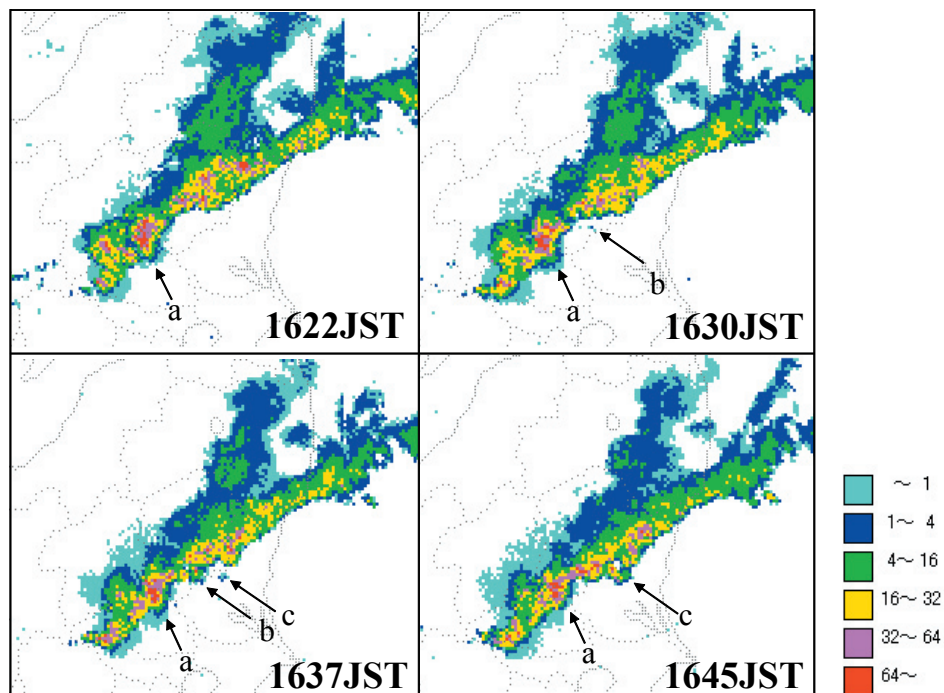 a
1622JST
b
a
1630JST
c
b
a
1637JST
c
a
1645JST
～ 1
1～ 4
4～ 16
16～ 32
32～ 64
64～